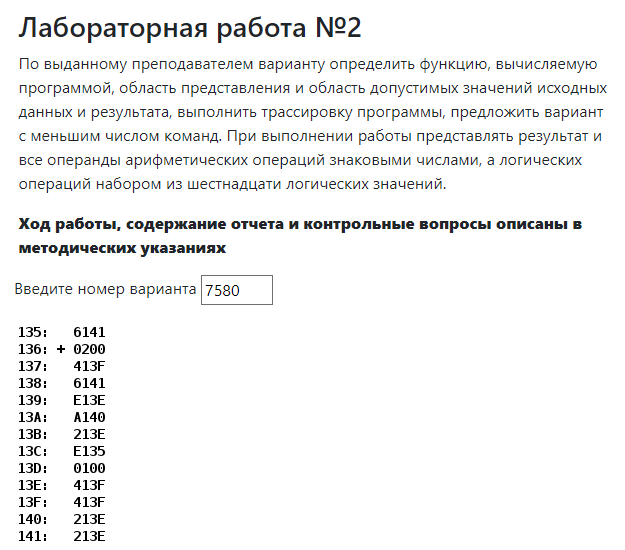 Лабораторная работа №2
По выданному преподавателем варианту определить функцию, вычисляемую
программой, область представления и область допустимых значений исходных
данных и результата, выполнить трассировку программы, предложить вариант
с меньшим числом команд. При выполнении работы представлять результат и
все операнды арифметических операций знаковыми числами, а логических
операций набором из шестнадцати логических значений.
Ход работы, содержание отчета и контрольные вопросы описаны в
методических указаниях
Введите номер варианта 7580
135: 6141
136: + 0200
137: 413F
138: 6141
139: E13E
13A: A140
13B: 213E
13C: E135
13D: 0100
13E: 413F
13F: 413F
140: 213E
141: 213E